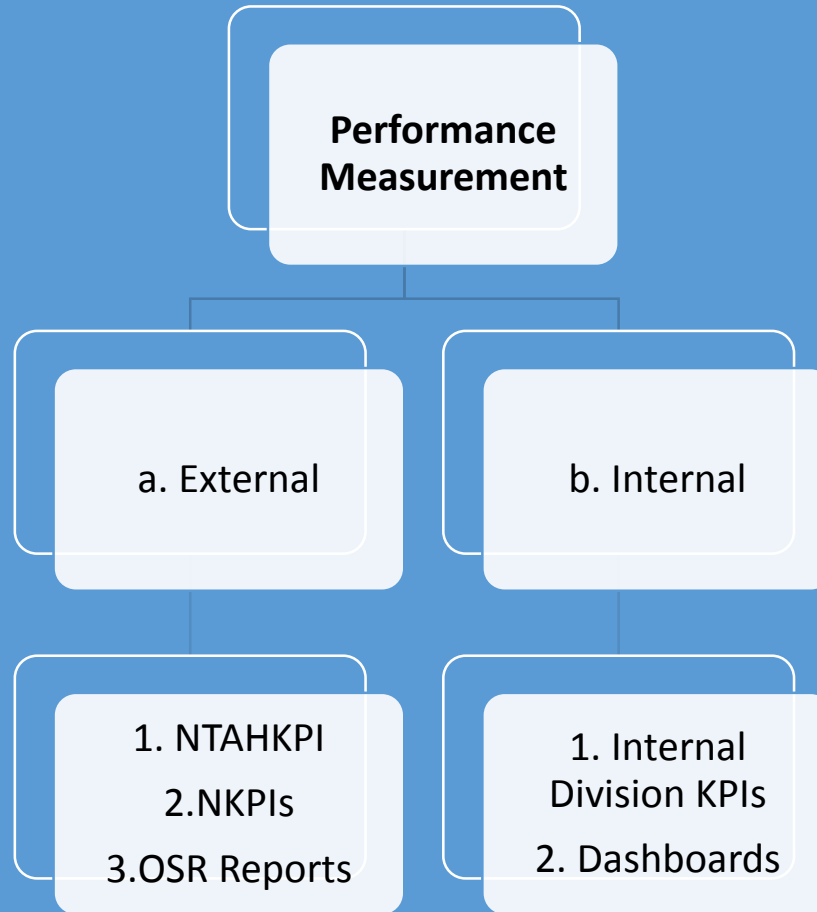 Performance
Measurement
a. External
b. Internal
1. NTAHKPI
2.NKPIs
3.OSR Reports
1. Internal
Division KPIs
2. Dashboards